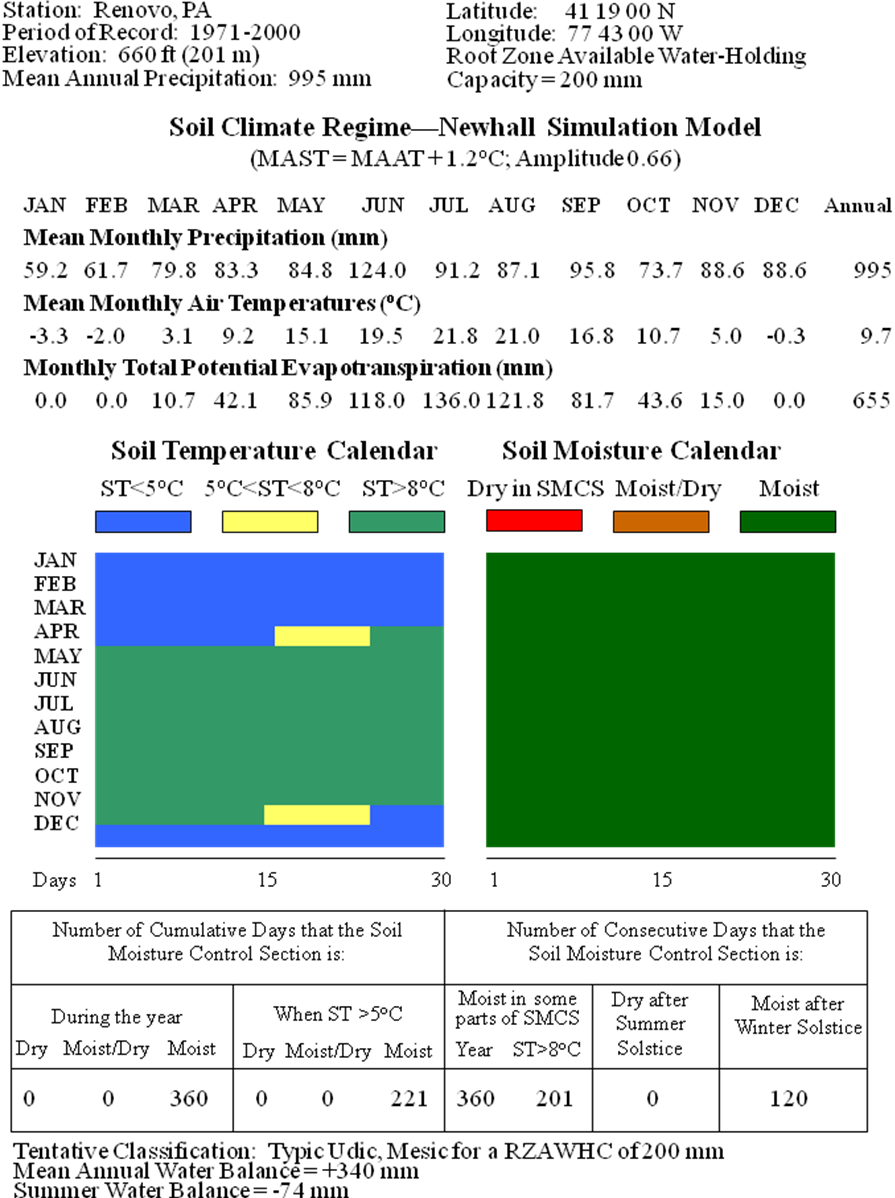 Station: Renovo, PA
Period of Record: 1971-2000
Elevation: 660 ft (201 m)
Mean Annual Precipitation: 995 mm
Latitude: 41 19 00 N
Longitude: 77 43 00 W
Root Zone Available Water-Holding
Capacity = 200 mm
Soil Climate Regime—Newhall Simulation Model
(MAST = MAAT + 1.2°C; Amplitude 0.66)
JAN FEB MAR APR MAY JUN JUL AUG SEP OCT NOV DEC Annual
Mean Monthly Precipitation (mm)
59.2 61.7 79.8 83.3 84.8 124.0 91.2 87.1 95.8 73.7 88.6 88.6 995
Mean Monthly Air Temperatures (°C)
-3.3 -2.0 3.1 9.2 15.1 19.5 21.8 21.0 16.8 10.7 5.0 -0.3 9.7
Monthly Total Potential Evapotranspiration (mm)
0.0 0.0 10.7 42.1 85.9 118.0 136.0 121.8 81.7 43.6 15.0 0.0 655
Soil Temperature Calendar
ST<5°C 5°C<ST<8°C ST>8°C
Soil Moisture Calendar
Dry in SMCS Moist/Dry Moist
JAN
FEB
MAR
APR
MAY
JUN
JUL
AUG
SEP
OCT
NOV
DEC
Days 1 15 30
1 15 30
Number of Cumulative Days that the Soil
Moisture Control Section is:
Number of Consecutive Days that the
Soil Moisture Control Section is:
During the year
Dry Moist/Dry Moist
When ST >5°C
Dry Moist/Dry Moist
Moist in some
parts of SMCS
Year ST>8°C
Dry after
Summer
Solstice
Moist after
Winter Solstice
0 0 360 0 0 221 360 201 0 120
Tentative Classification: Typic Udic, Mesic for a RZAWHC of 200 mm
Mean Annual Water Balance = +340 mm
Summer Water Balance = -74 mm